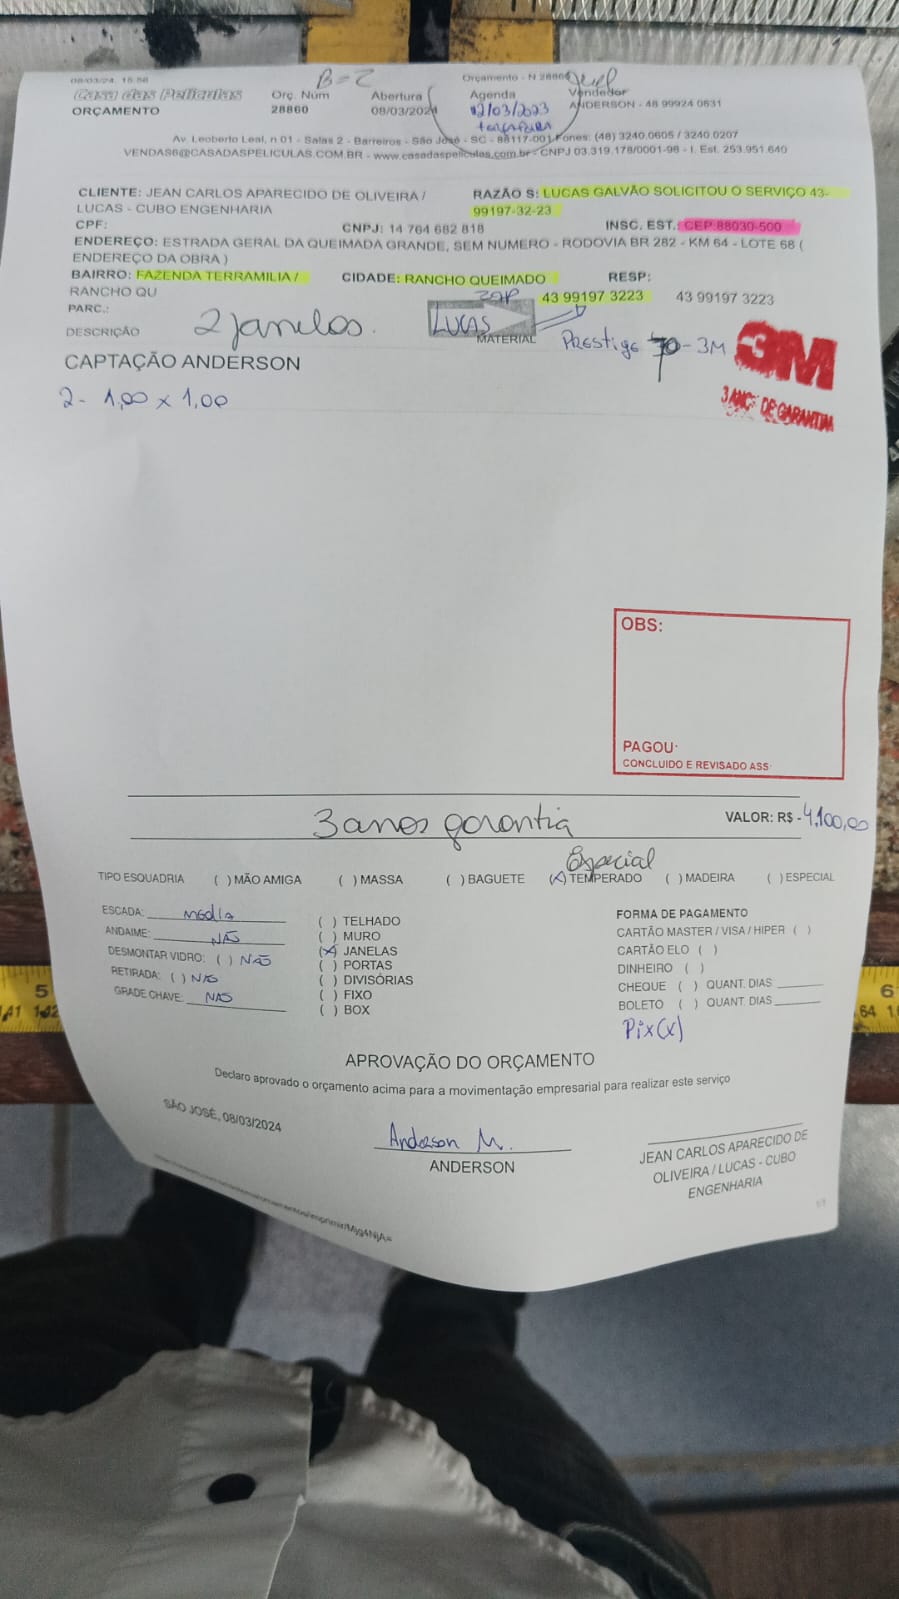 08/03/24, 15:56
Orçamento - N 28860
B=2
Casa das Películas
Orç. Núm
Abertura
Agenda
Vendedor
ORÇAMENTO
28860
08/03/2024
12/03/2023
ANDERSON - 48 99924 0631
terça feira
Av. Leoberto Leal, n 01 - Salas 2 - Barreiros - São José - SC - 88117-001 Fones: (48) 3240.0605 / 3240.0207
VENDAS6@CASADASPELICULAS.COM.BR - www.casadaspeliculas.com.br - CNPJ 03.319.178/0001-98 - I. Est. 253.951.640
CLIENTE: JEAN CARLOS APARECIDO DE OLIVEIRA /
LUCAS - CUBO ENGENHARIA
RAZÃO S: LUCAS GALVÃO SOLICITOU O SERVIÇO 43-
99197-32-23
CPF:
CNPJ: 14 764 682 818
INSC. EST.: CEP:88030-500
ENDEREÇO: ESTRADA GERAL DA QUEIMADA GRANDE, SEM NUMERO - RODOVIA BR 282 - KM 64 - LOTE 68 (
ENDEREÇO DA OBRA )
BAIRRO: FAZENDA TERRAMILIA /
RANCHO QU
CIDADE: RANCHO QUEIMADO
RESP:
ZAP
43 99197 3223
43 99197 3223
PARC.:
DESCRIÇÃO
2 janelas.
LUCAS
MATERIAL
Prestige 70 - 3M
3M
3 ANOS DE GARANTIA
CAPTAÇÃO ANDERSON
2 - 1,00 x 1,00
OBS:
PAGOU:
CONCLUIDO E REVISADO ASS:
3 anos garantia
VALOR: R$ - 4.100,00
Especial
TIPO ESQUADRIA ( ) MÃO AMIGA ( ) MASSA ( ) BAGUETE (X) TEMPERADO ( ) MADEIRA ( ) ESPECIAL
ESCADA: media
ANDAIME: NÃO
DESMONTAR VIDRO: ( ) NÃO
RETIRADA: ( ) NÃO
GRADE CHAVE: NÃO
( ) TELHADO
( ) MURO
(X) JANELAS
( ) PORTAS
( ) DIVISÓRIAS
( ) FIXO
( ) BOX
FORMA DE PAGAMENTO
CARTÃO MASTER / VISA / HIPER ( )
CARTÃO ELO ( )
DINHEIRO ( )
CHEQUE ( ) QUANT. DIAS
BOLETO ( ) QUANT. DIAS
Pix (X)
APROVAÇÃO DO ORÇAMENTO
Declaro aprovado o orçamento acima para a movimentação empresarial para realizar este serviço
SÃO JOSÉ, 08/03/2024
Anderson M.
ANDERSON
JEAN CARLOS APARECIDO DE
OLIVEIRA / LUCAS - CUBO
ENGENHARIA
1/1